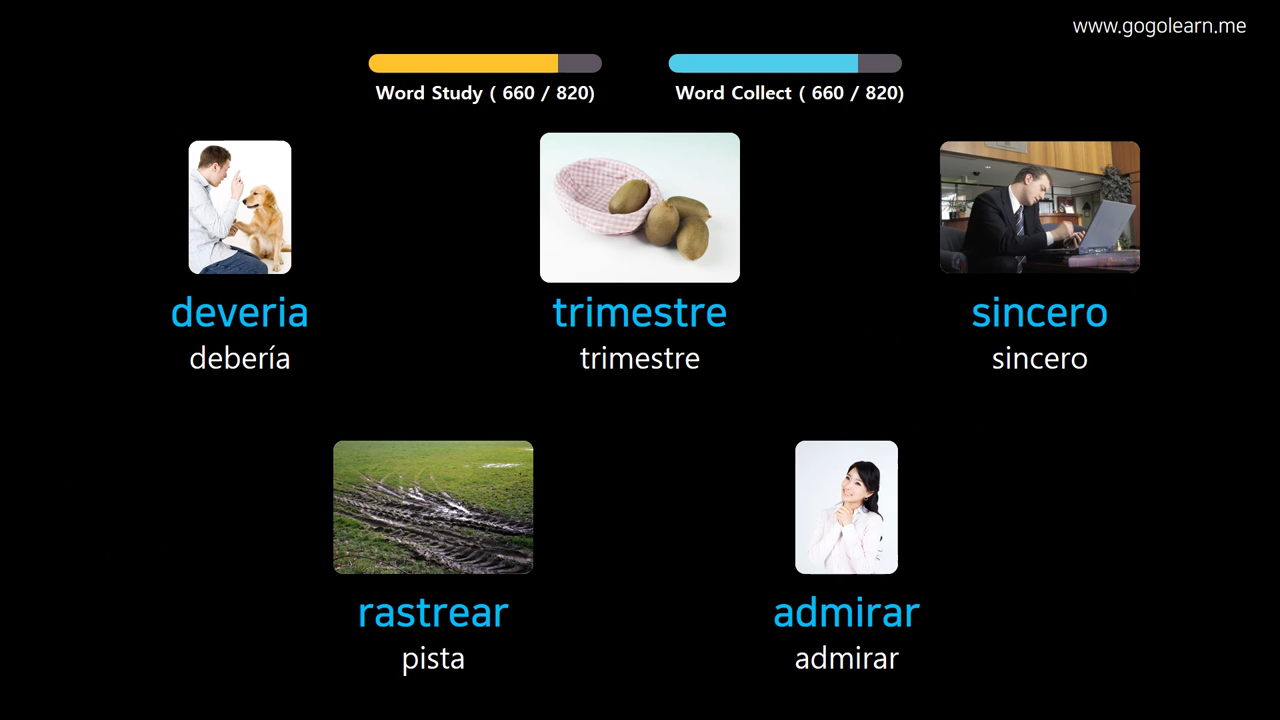 www.gogolearn.me
Word Study ( 660 / 820)
Word Collect ( 660 / 820)
deveria
debería
trimestre
trimestre
sincero
sincero
rastrear
pista
admirar
admirar